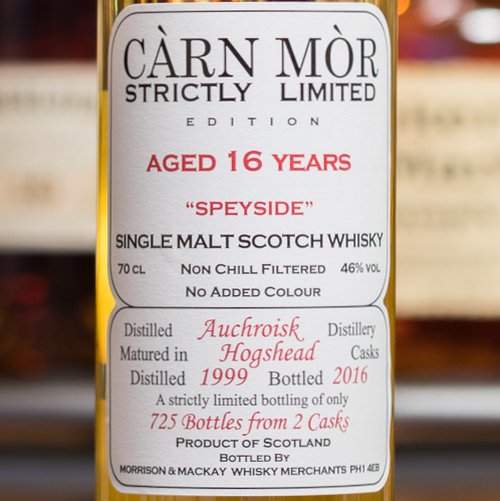 CÀRN MÒR
STRICTLY LIMITED
EDITION
AGED 16 YEARS
"SPEYSIDE"
SINGLE MALT SCOTCH WHISKY
70 CL NON CHILL FILTERED 46% VOL
NO ADDED COLOUR
Distilled Auchroisk Distillery
Matured in Hogshead Casks
Distilled 1999 Bottled 2016
A strictly limited bottling of only
725 Bottles from 2 Casks
PRODUCT OF SCOTLAND
BOTTLED BY
MORRISON & MACKAY WHISKY MERCHANTS PH1 4EB